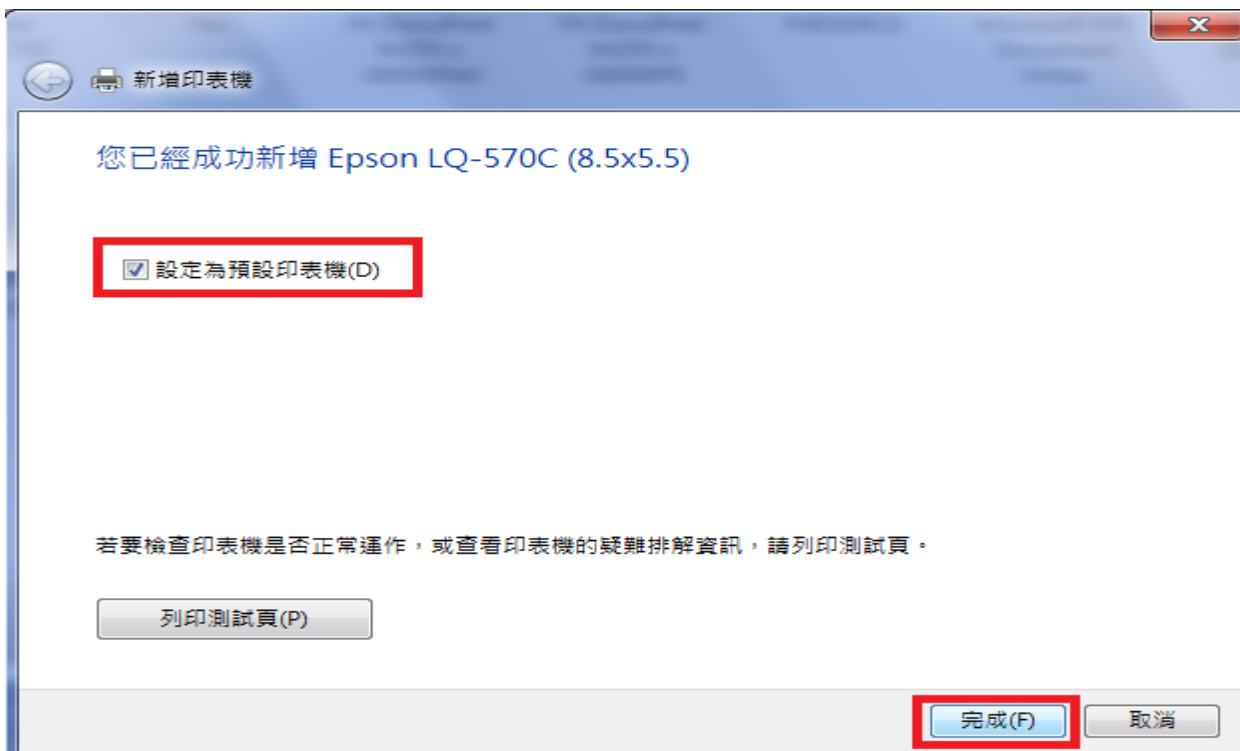 新增印表機
您已經成功新增 Epson LQ-570C (8.5x5.5)
設定為預設印表機(D)
若要檢查印表機是否正常運作，或查看印表機的疑難排解資訊，請列印測試頁。
列印測試頁(P)
完成(F) 取消